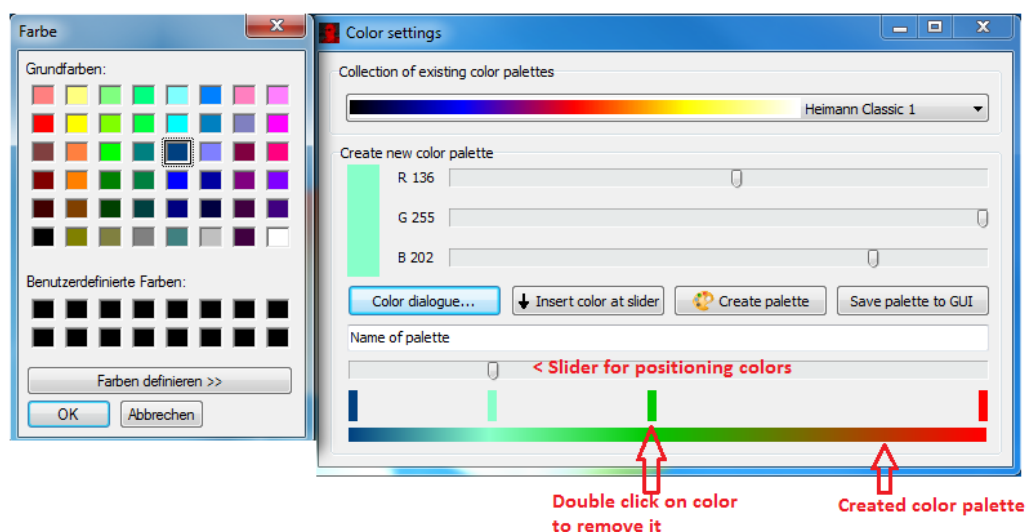 Farbe
Grundfarben:
Benutzerdefinierte Farben:
Farben definieren >>
OK
Abbrechen
Color settings
Collection of existing color palettes
Heimann Classic 1
Create new color palette
R 136
G 255
B 202
Color dialogue...
Insert color at slider
Create palette
Save palette to GUI
Name of palette
< Slider for positioning colors
Double click on color
to remove it
Created color palette